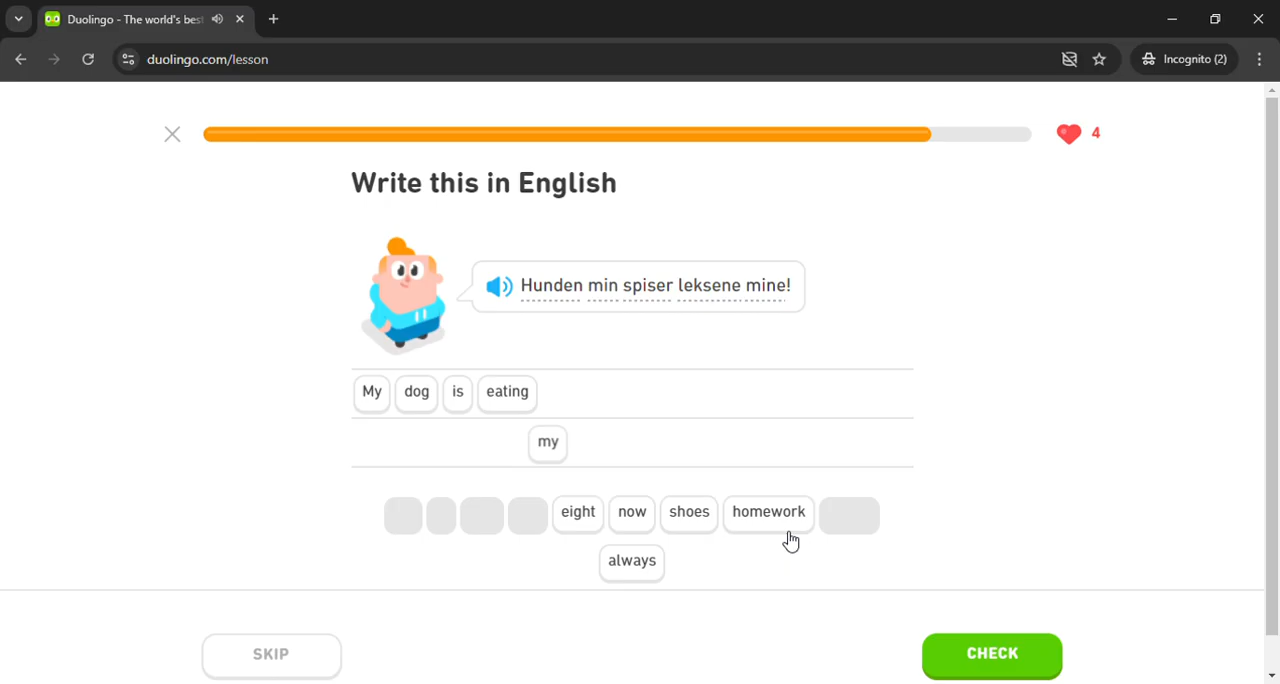 Duolingo - The world's bes
duolingo.com/lesson
Incognito (2)
4
Write this in English
Hunden min spiser leksene mine!
My dog is eating
my
eight now shoes homework
always
SKIP
CHECK